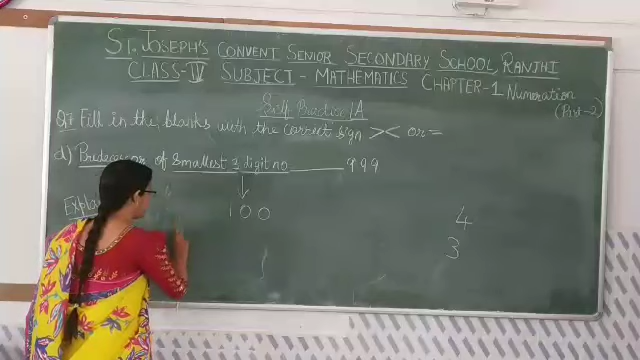 ST. JOSEPH'S CONVENT SENIOR SECONDARY SCHOOL, RANJHI
CLASS-IV SUBJECT - MATHEMATICS CHAPTER-1 Numeration
(Part-2)
Self Practice 1A
Q1 Fill in the blanks with the correct sign >< or =
d) Predecessor of Smallest 3 digit no ______ 999
100
4
3